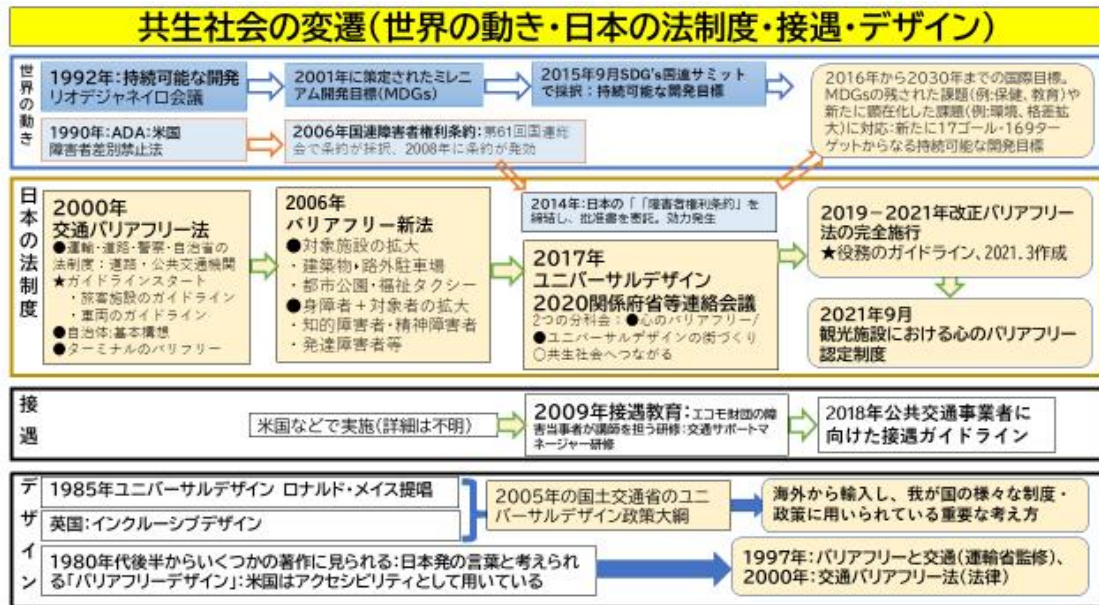 共生社会の変遷(世界の動き・日本の法制度・接遇・デザイン)
世界の動き
1992年：持続可能な開発
リオデジャネイロ会議
2001年に策定されたミレニ
アム開発目標(MDGs)
2015年9月SDG's国連サミット
で採択：持続可能な開発目標
2016年から2030年までの国際目標。
MDGsの残された課題(例:保健、教育)や
新たに顕在化した課題(例:環境、格差拡
大)に対応：新たに17ゴール・169ター
ゲットからなる持続可能な開発目標
1990年：ADA：米国
障害者差別禁止法
2006年国連障害者権利条約：第61回国連総
会で条約が採択、2008年に条約が発効
日本の法制度
2000年
交通バリアフリー法
●運輸・道路・警察・自治省の
法制度：道路・公共交通機関
★ガイドラインスタート
・旅客施設のガイドライン
・車両のガイドライン
●自治体:基本構想
●ターミナルのバリフリー
2006年
バリアフリー新法
●対象施設の拡大
・建築物・路外駐車場
・都市公園・福祉タクシー
●身障者＋対象者の拡大
・知的障害者・精神障害者
・発達障害者等
2014年：日本の「「障害者権利条約」を
締結し、批准書を寄託。効力発生
2017年
ユニバーサルデザイン
2020関係府省等連絡会議
2つの分科会：●心のバリアフリー/
●ユニバーサルデザインの街づくり
○共生社会へつながる
2019－2021年改正バリアフリー
法の完全施行
★役務のガイドライン、2021.3作成
2021年9月
観光施設における心のバリアフリー
認定制度
接遇
米国などで実施(詳細は不明)
2009年接遇教育：エコモ財団の障
害当事者が講師を担う研修：交通サポートマ
ネージャー研修
2018年公共交通事業者に
向けた接遇ガイドライン
デザイン
1985年ユニバーサルデザイン ロナルド・メイス提唱
英国：インクルーシブデザイン
2005年の国土交通省のユニ
バーサルデザイン政策大綱
海外から輸入し、我が国の様々な制度・
政策に用いられている重要な考え方
1980年代後半からいくつかの著作に見られる：日本発の言葉と考えられ
る「バリアフリーデザイン」：米国はアクセシビリティとして用いている
1997年：バリアフリーと交通(運輸省監修)、
2000年：交通バリアフリー法(法律)